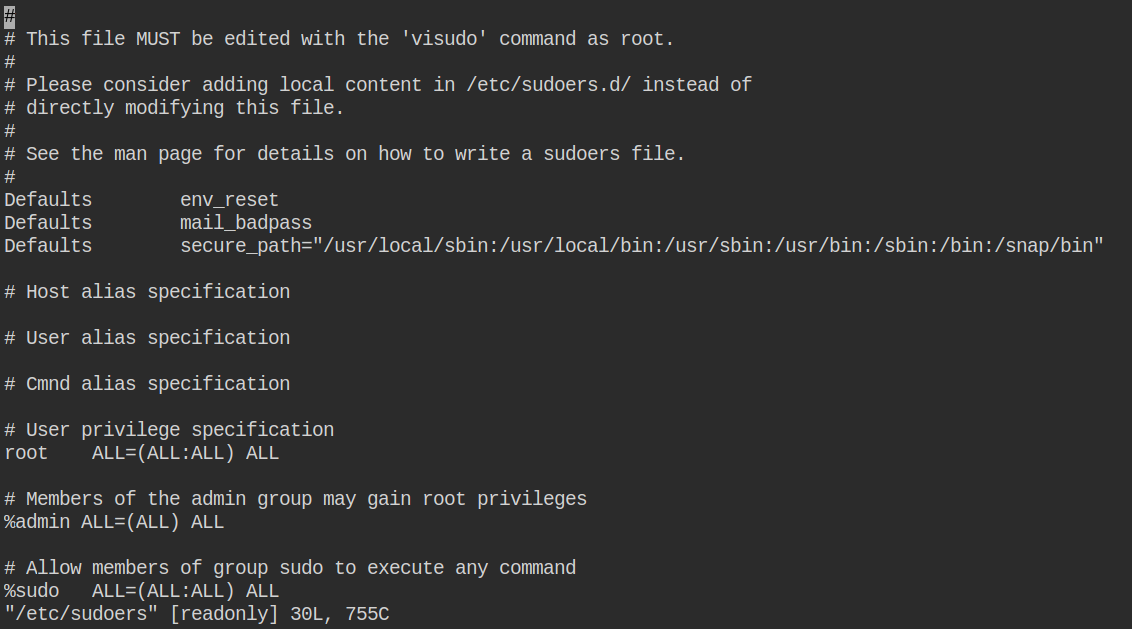 #
# This file MUST be edited with the 'visudo' command as root.
#
# Please consider adding local content in /etc/sudoers.d/ instead of
# directly modifying this file.
#
# See the man page for details on how to write a sudoers file.
#
Defaults        env_reset
Defaults        mail_badpass
Defaults        secure_path="/usr/local/sbin:/usr/local/bin:/usr/sbin:/usr/bin:/sbin:/bin:/snap/bin"

# Host alias specification

# User alias specification

# Cmnd alias specification

# User privilege specification
root    ALL=(ALL:ALL) ALL

# Members of the admin group may gain root privileges
%admin ALL=(ALL) ALL

# Allow members of group sudo to execute any command
%sudo   ALL=(ALL:ALL) ALL
"/etc/sudoers" [readonly] 30L, 755C